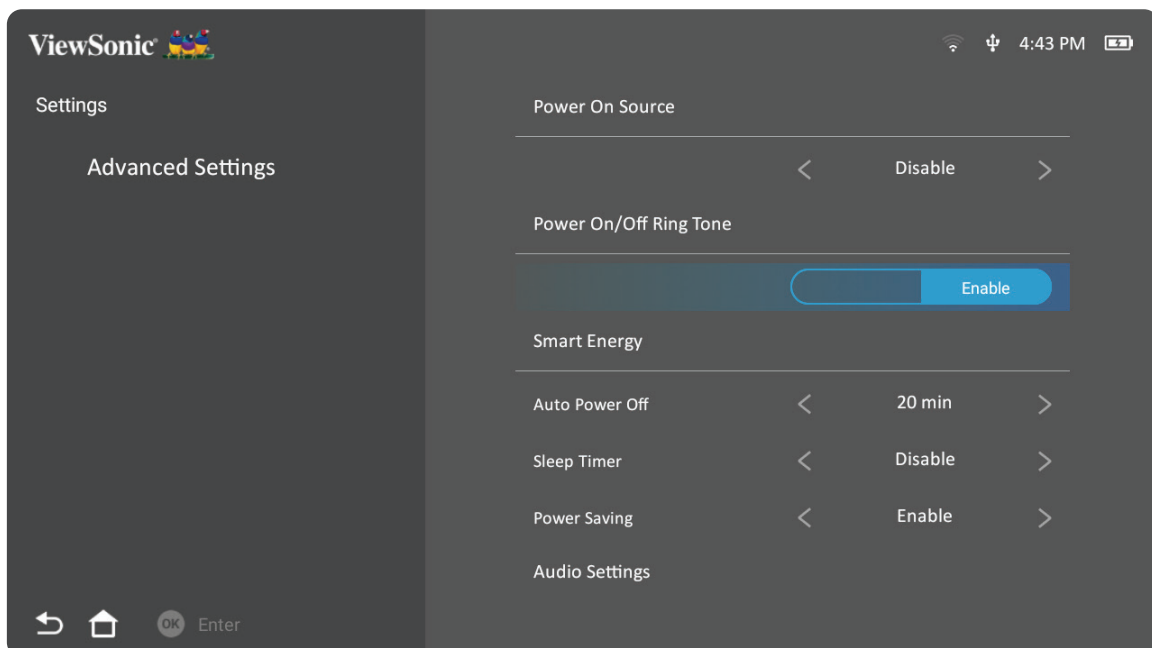 ViewSonic
4:43 PM
Settings
Advanced Settings
Power On Source
Disable
Power On/Off Ring Tone
Enable
Smart Energy
Auto Power Off 20 min
Sleep Timer Disable
Power Saving Enable
Audio Settings
OK Enter